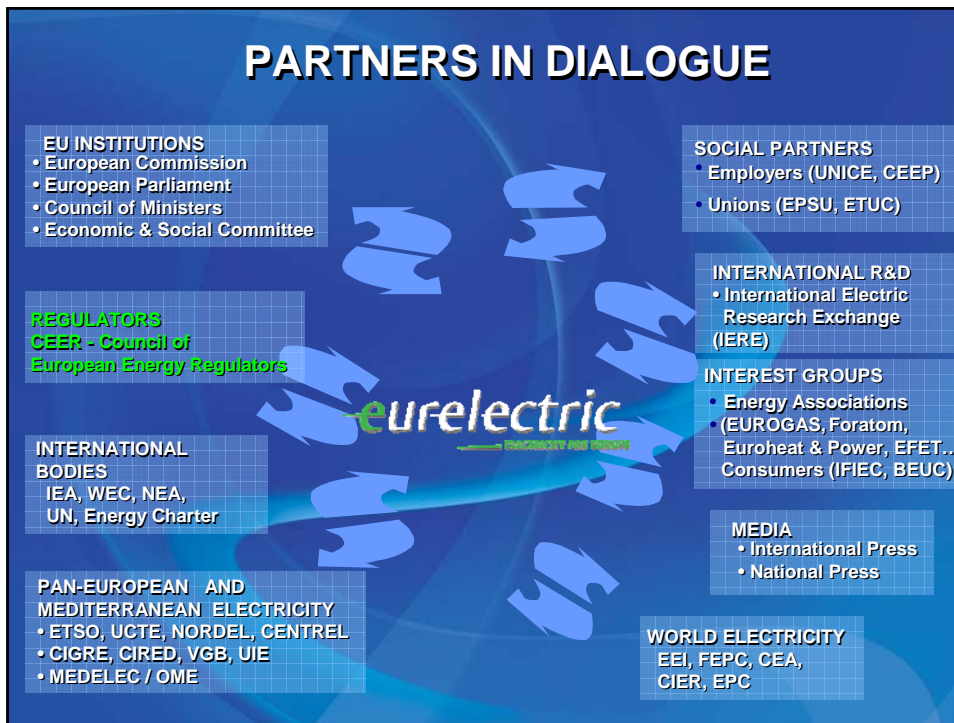 PARTNERS IN DIALOGUE
EU INSTITUTIONS
• European Commission
• European Parliament
• Council of Ministers
• Economic & Social Committee
REGULATORS
CEER - Council of
European Energy Regulators
INTERNATIONAL
BODIES
IEA, WEC, NEA,
UN, Energy Charter
PAN-EUROPEAN AND
MEDITERRANEAN ELECTRICITY
• ETSO, UCTE, NORDEL, CENTREL
• CIGRE, CIRED, VGB, UIE
• MEDELEC / OME
eurelectric
ELECTRICITY FOR EUROPE
SOCIAL PARTNERS
• Employers (UNICE, CEEP)
• Unions (EPSU, ETUC)
INTERNATIONAL R&D
• International Electric
Research Exchange
(IERE)
INTEREST GROUPS
• Energy Associations
• (EUROGAS, Foratom,
Euroheat & Power, EFET…
Consumers (IFIEC, BEUC)
MEDIA
• International Press
• National Press
WORLD ELECTRICITY
EEI, FEPC, CEA,
CIER, EPC